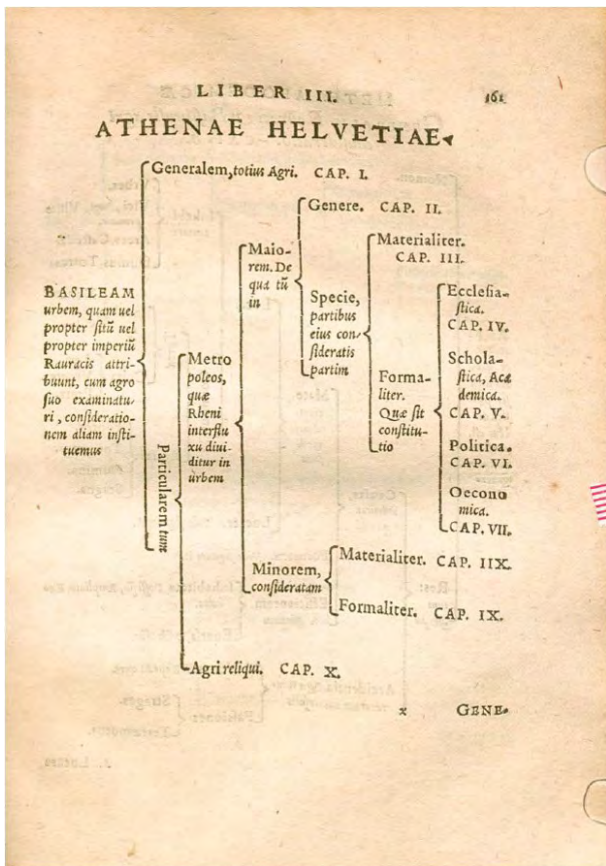 LIBER III.
161
ATHENAE HELVETIAE
BASILEAM
urbem, quam uel
propter ſitũ uel
propter imperiũ
Rauracis attri-
buunt, cum agro
ſuo examinatu-
ri, conſideratio-
nem aliam inſti-
tuemus
Generalem, totius Agri. CAP. I.
Particularem tum
Metro
poleos,
quæ
Rheni
interflu
xu diui-
ditur in
urbem
Maio-
rem. De
qua tũ
in
Genere. CAP. II.
Specie,
partibus
eius con-
ſideratis
partim
Materialiter.
CAP. III.
Forma-
liter.
Quæ ſit
conſtitu-
tio
Eccleſia-
ſtica.
CAP. IV.
Schola-
ſtica, Aca
demica.
CAP. V.
Politica.
CAP. VI.
Oecono
mica.
CAP. VII.
Minorem,
conſideratam
Materialiter. CAP. IIX.
Formaliter. CAP. IX.
Agri reliqui. CAP. X.
x GENE-